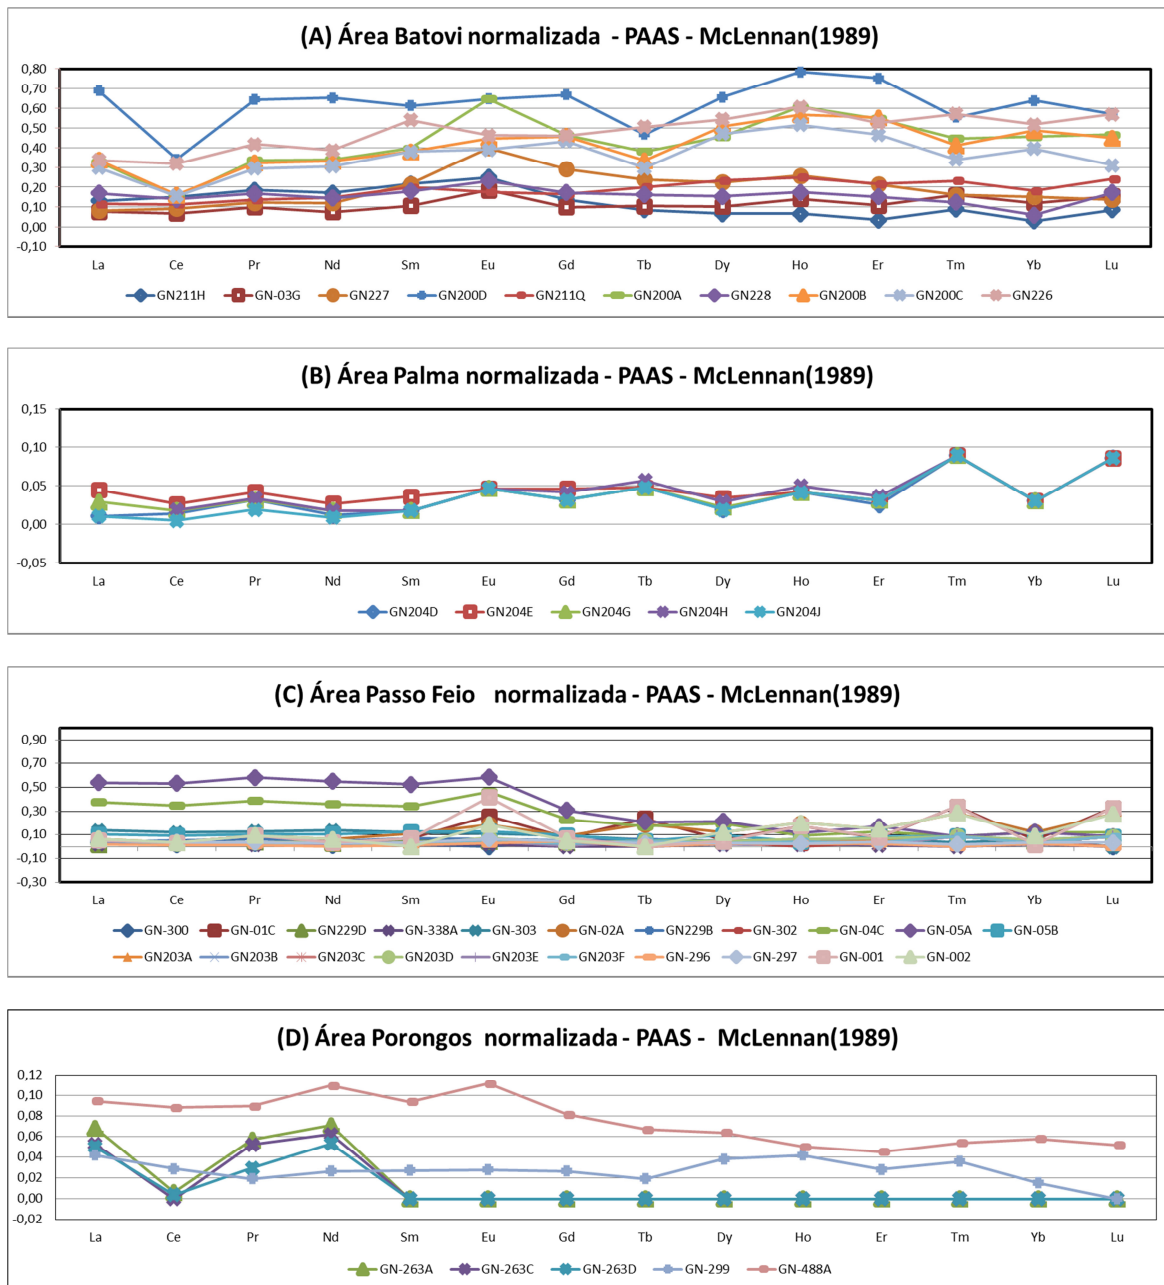 (A) Área Batovi normalizada - PAAS - McLennan(1989)
0,80
0,70
0,60
0,50
0,40
0,30
0,20
0,10
0,00
-0,10
La Ce Pr Nd Sm Eu Gd Tb Dy Ho Er Tm Yb Lu
GN211H GN-03G GN227 GN200D GN211Q GN200A GN228 GN200B GN200C GN226
(B) Área Palma normalizada - PAAS - McLennan(1989)
0,15
0,10
0,05
0,00
-0,05
La Ce Pr Nd Sm Eu Gd Tb Dy Ho Er Tm Yb Lu
GN204D GN204E GN204G GN204H GN204J
(C) Área Passo Feio normalizada - PAAS - McLennan(1989)
0,90
0,70
0,50
0,30
0,10
-0,10
-0,30
La Ce Pr Nd Sm Eu Gd Tb Dy Ho Er Tm Yb Lu
GN-300 GN-01C GN229D GN-338A GN-303 GN-02A GN229B GN-302 GN-04C GN-05A GN-05B
GN203A GN203B GN203C GN203D GN203E GN203F GN-296 GN-297 GN-001 GN-002
(D) Área Porongos normalizada - PAAS - McLennan(1989)
0,12
0,10
0,08
0,06
0,04
0,02
0,00
-0,02
La Ce Pr Nd Sm Eu Gd Tb Dy Ho Er Tm Yb Lu
GN-263A GN-263C GN-263D GN-299 GN-488A